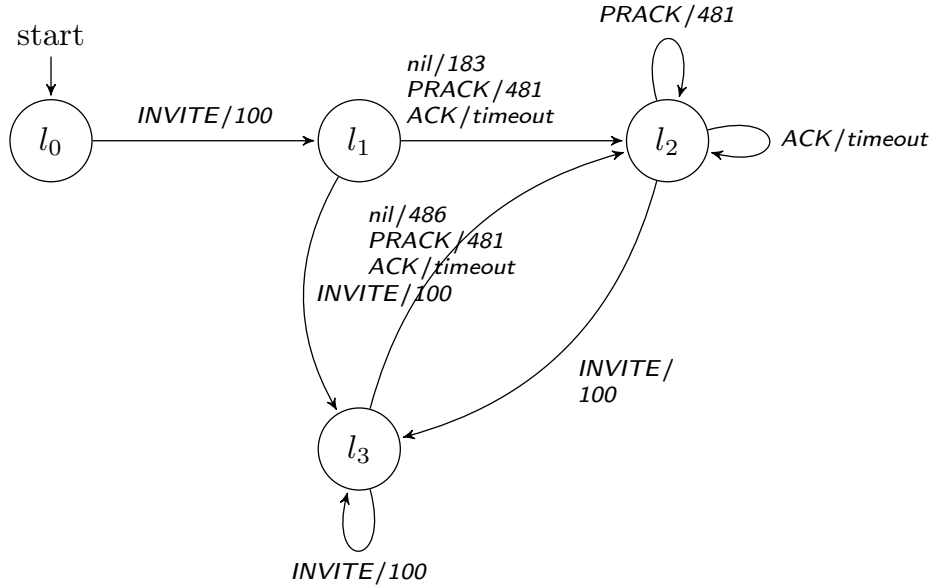 PRACK/481
start
nil/183
PRACK/481
ACK/timeout
INVITE/100
l0
l1
l2
ACK/timeout
nil/486
PRACK/481
ACK/timeout
INVITE/100
INVITE/
100
l3
INVITE/100